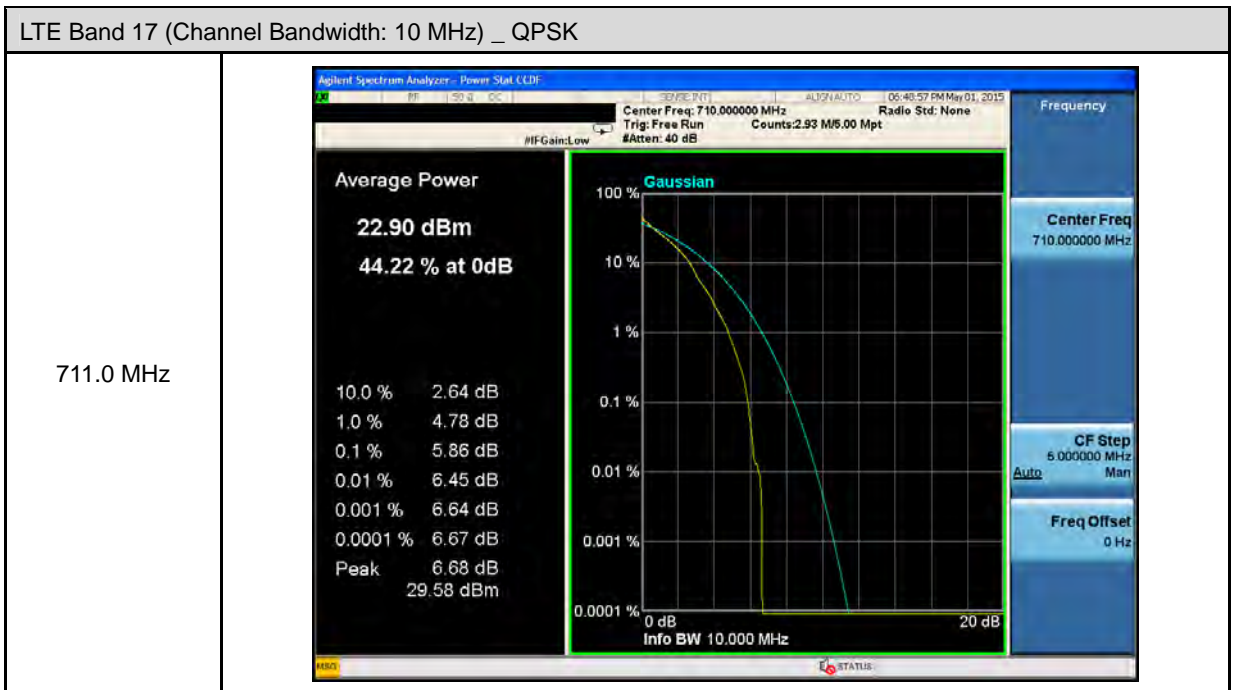 LTE Band 17 (Channel Bandwidth: 10 MHz) _ QPSK
711.0 MHz
Agilent Spectrum Analyzer - Power Stat CCDF
RF 50 Ω DC SENSE:INT ALIGN AUTO 06:48:57 PM May 01, 2015
Center Freq: 710.000000 MHz Radio Std: None
Trig: Free Run Counts:2.93 M/5.00 Mpt
#IFGain:Low #Atten: 40 dB
Average Power
22.90 dBm
44.22 % at 0dB
10.0 % 2.64 dB
1.0 % 4.78 dB
0.1 % 5.86 dB
0.01 % 6.45 dB
0.001 % 6.64 dB
0.0001 % 6.67 dB
Peak 6.68 dB
29.58 dBm
Gaussian
100 %
10 %
1 %
0.1 %
0.01 %
0.001 %
0.0001 %
0 dB 20 dB
Info BW 10.000 MHz
Frequency
Center Freq
710.000000 MHz
CF Step
5.000000 MHz
Auto Man
Freq Offset
0 Hz
MSG STATUS